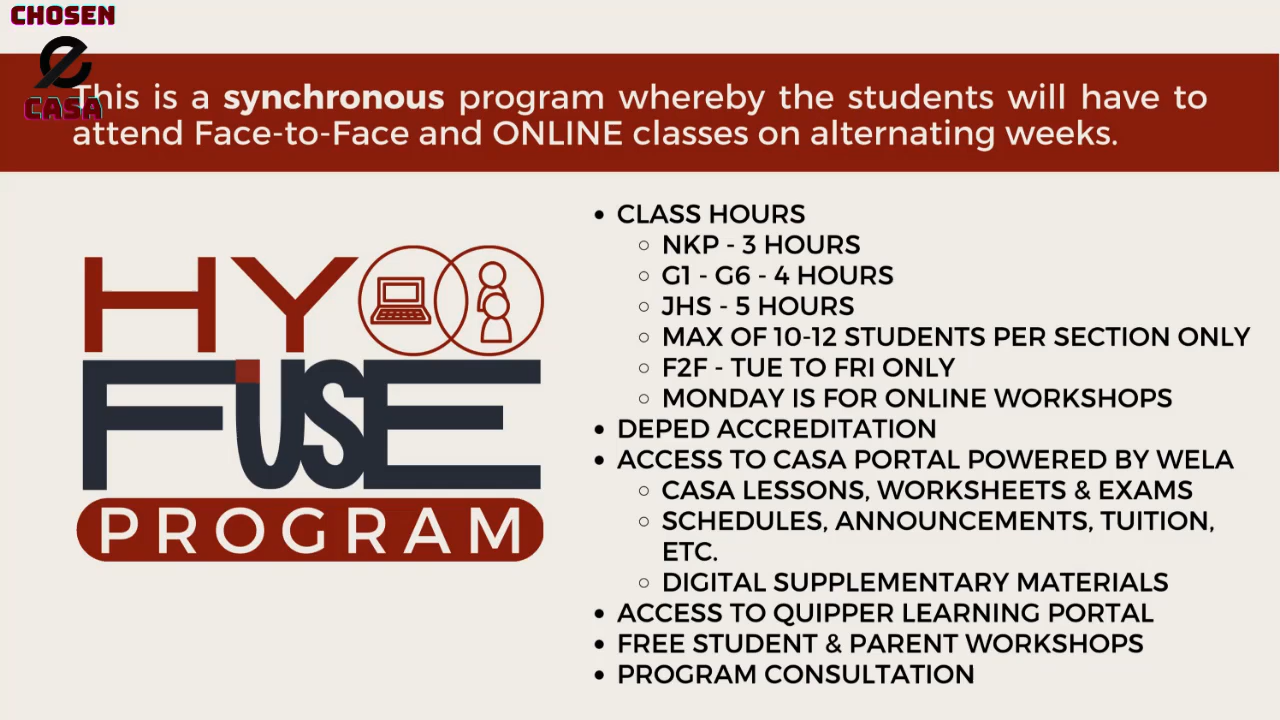 CHOSEN
CASA
This is a synchronous program whereby the students will have to
attend Face-to-Face and ONLINE classes on alternating weeks.
HY
FUSE
PROGRAM
• CLASS HOURS
○ NKP - 3 HOURS
○ G1 - G6 - 4 HOURS
○ JHS - 5 HOURS
○ MAX OF 10-12 STUDENTS PER SECTION ONLY
○ F2F - TUE TO FRI ONLY
○ MONDAY IS FOR ONLINE WORKSHOPS
• DEPED ACCREDITATION
• ACCESS TO CASA PORTAL POWERED BY WELA
○ CASA LESSONS, WORKSHEETS & EXAMS
○ SCHEDULES, ANNOUNCEMENTS, TUITION,
ETC.
○ DIGITAL SUPPLEMENTARY MATERIALS
• ACCESS TO QUIPPER LEARNING PORTAL
• FREE STUDENT & PARENT WORKSHOPS
• PROGRAM CONSULTATION